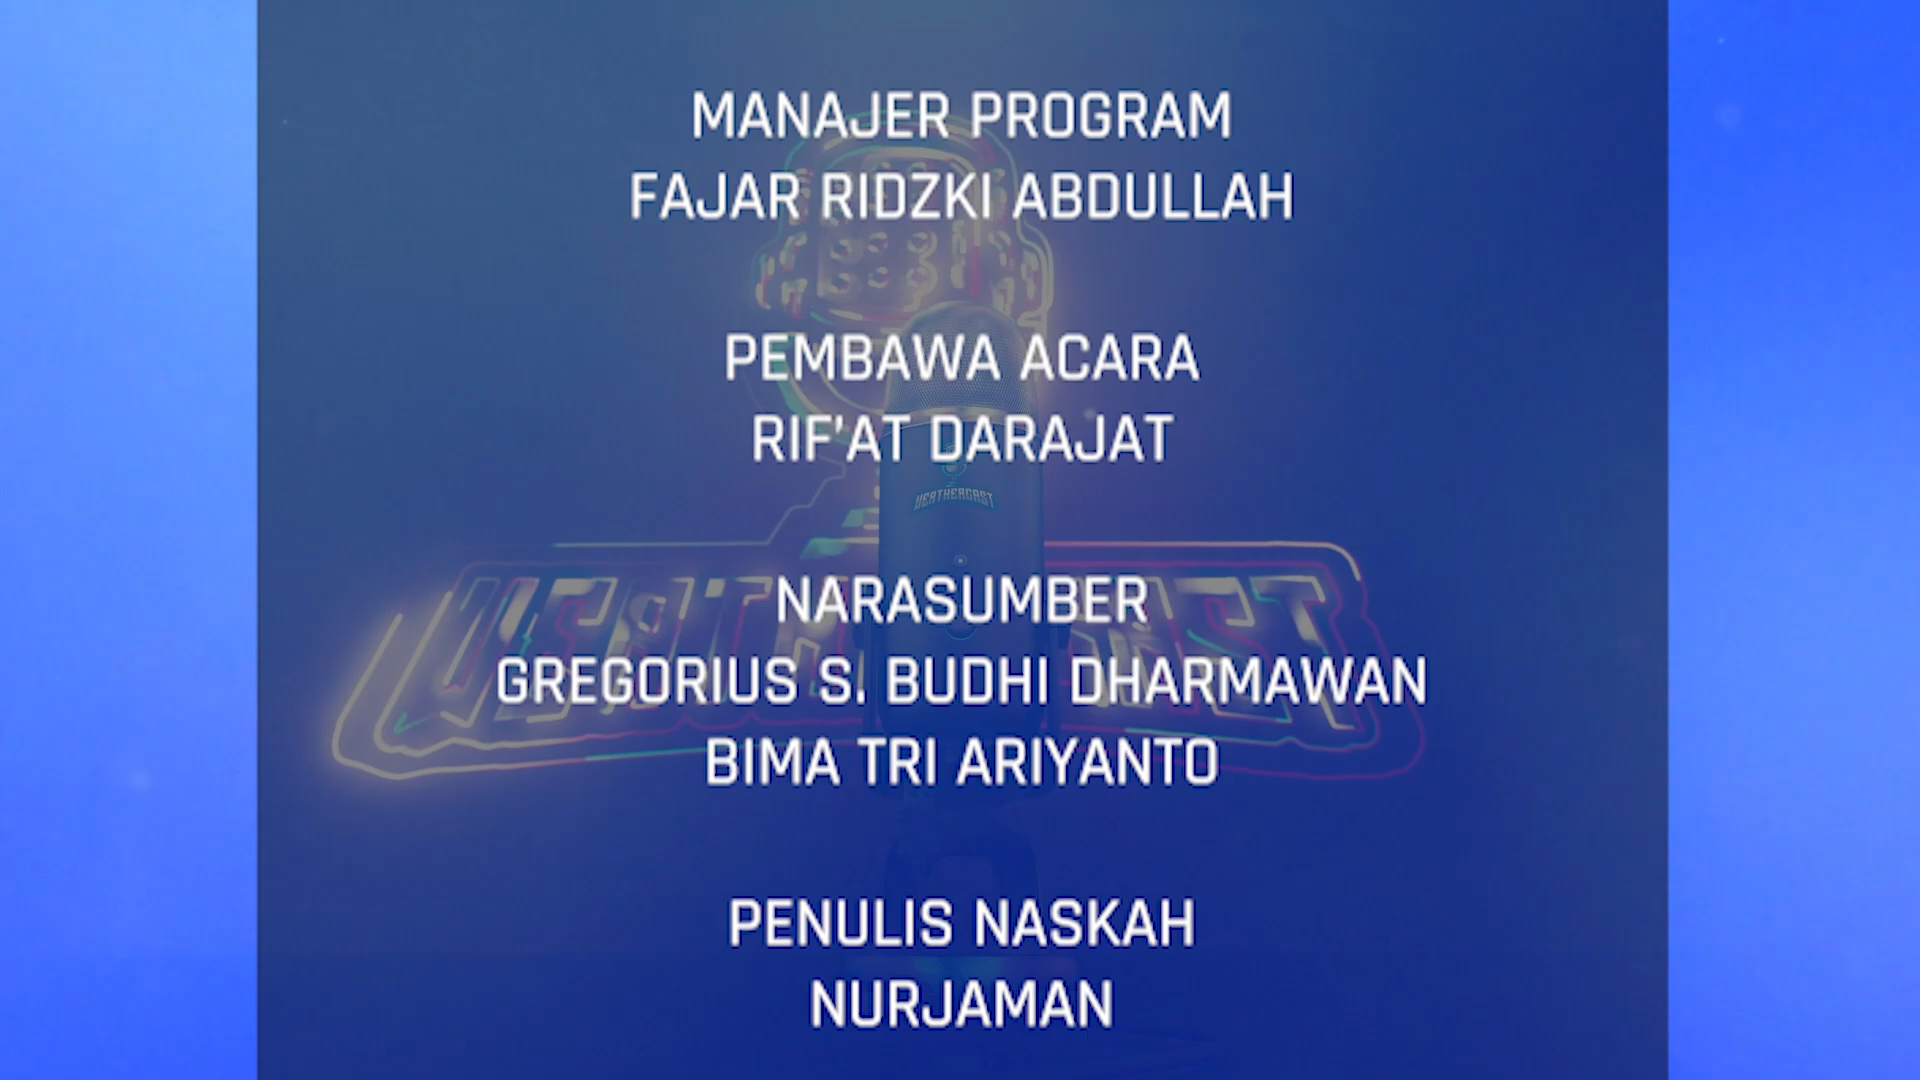 MANAJER PROGRAM
FAJAR RIDZKI ABDULLAH
PEMBAWA ACARA
RIF'AT DARAJAT
WEATHERCAST
NARASUMBER
GREGORIUS S. BUDHI DHARMAWAN
BIMA TRI ARIYANTO
PENULIS NASKAH
NURJAMAN